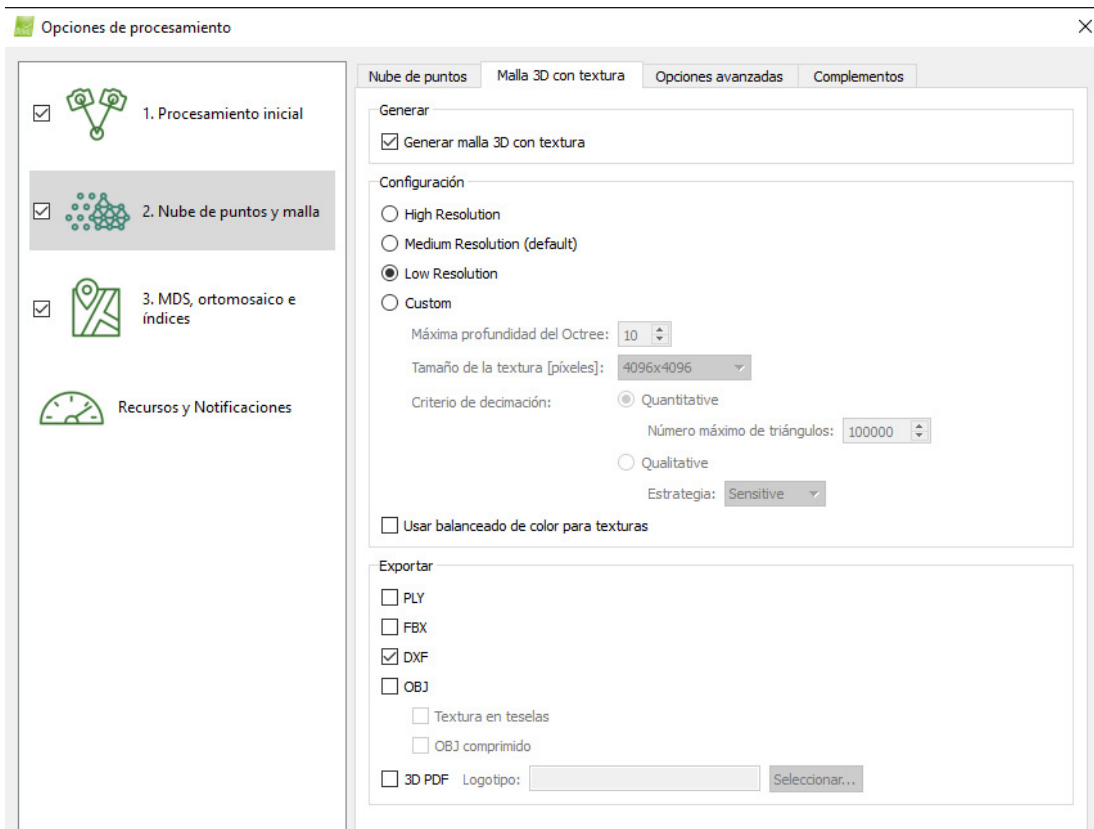 Opciones de procesamiento
1. Procesamiento inicial
2. Nube de puntos y malla
3. MDS, ortomosaico e
índices
Recursos y Notificaciones
Nube de puntos Malla 3D con textura Opciones avanzadas Complementos
Generar
Generar malla 3D con textura
Configuración
High Resolution
Medium Resolution (default)
Low Resolution
Custom
Máxima profundidad del Octree: 10
Tamaño de la textura [píxeles]: 4096x4096
Criterio de decimación: Quantitative
Número máximo de triángulos: 100000
Qualitative
Estrategia: Sensitive
Usar balanceado de color para texturas
Exportar
PLY
FBX
DXF
OBJ
Textura en teselas
OBJ comprimido
3D PDF Logotipo: Seleccionar...